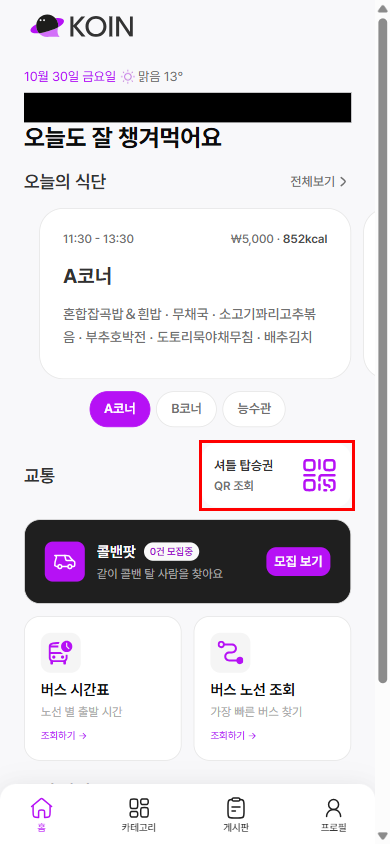 KOIN
10월 30일 금요일 맑음 13°
오늘도 잘 챙겨먹어요
오늘의 식단
전체보기 >
11:30 - 13:30
₩5,000 · 852kcal
A코너
혼합잡곡밥＆흰밥 · 무채국 · 소고기꽈리고추볶
음 · 부추호박전 · 도토리묵야채무침 · 배추김치
A코너
B코너
능수관
교통
셔틀 탑승권
QR 조회
콜밴팟 0건 모집중
같이 콜밴 탈 사람을 찾아요
모집 보기
버스 시간표
노선 별 출발 시간
조회하기 →
버스 노선 조회
가장 빠른 버스 찾기
조회하기 →
홈
카테고리
게시판
프로필